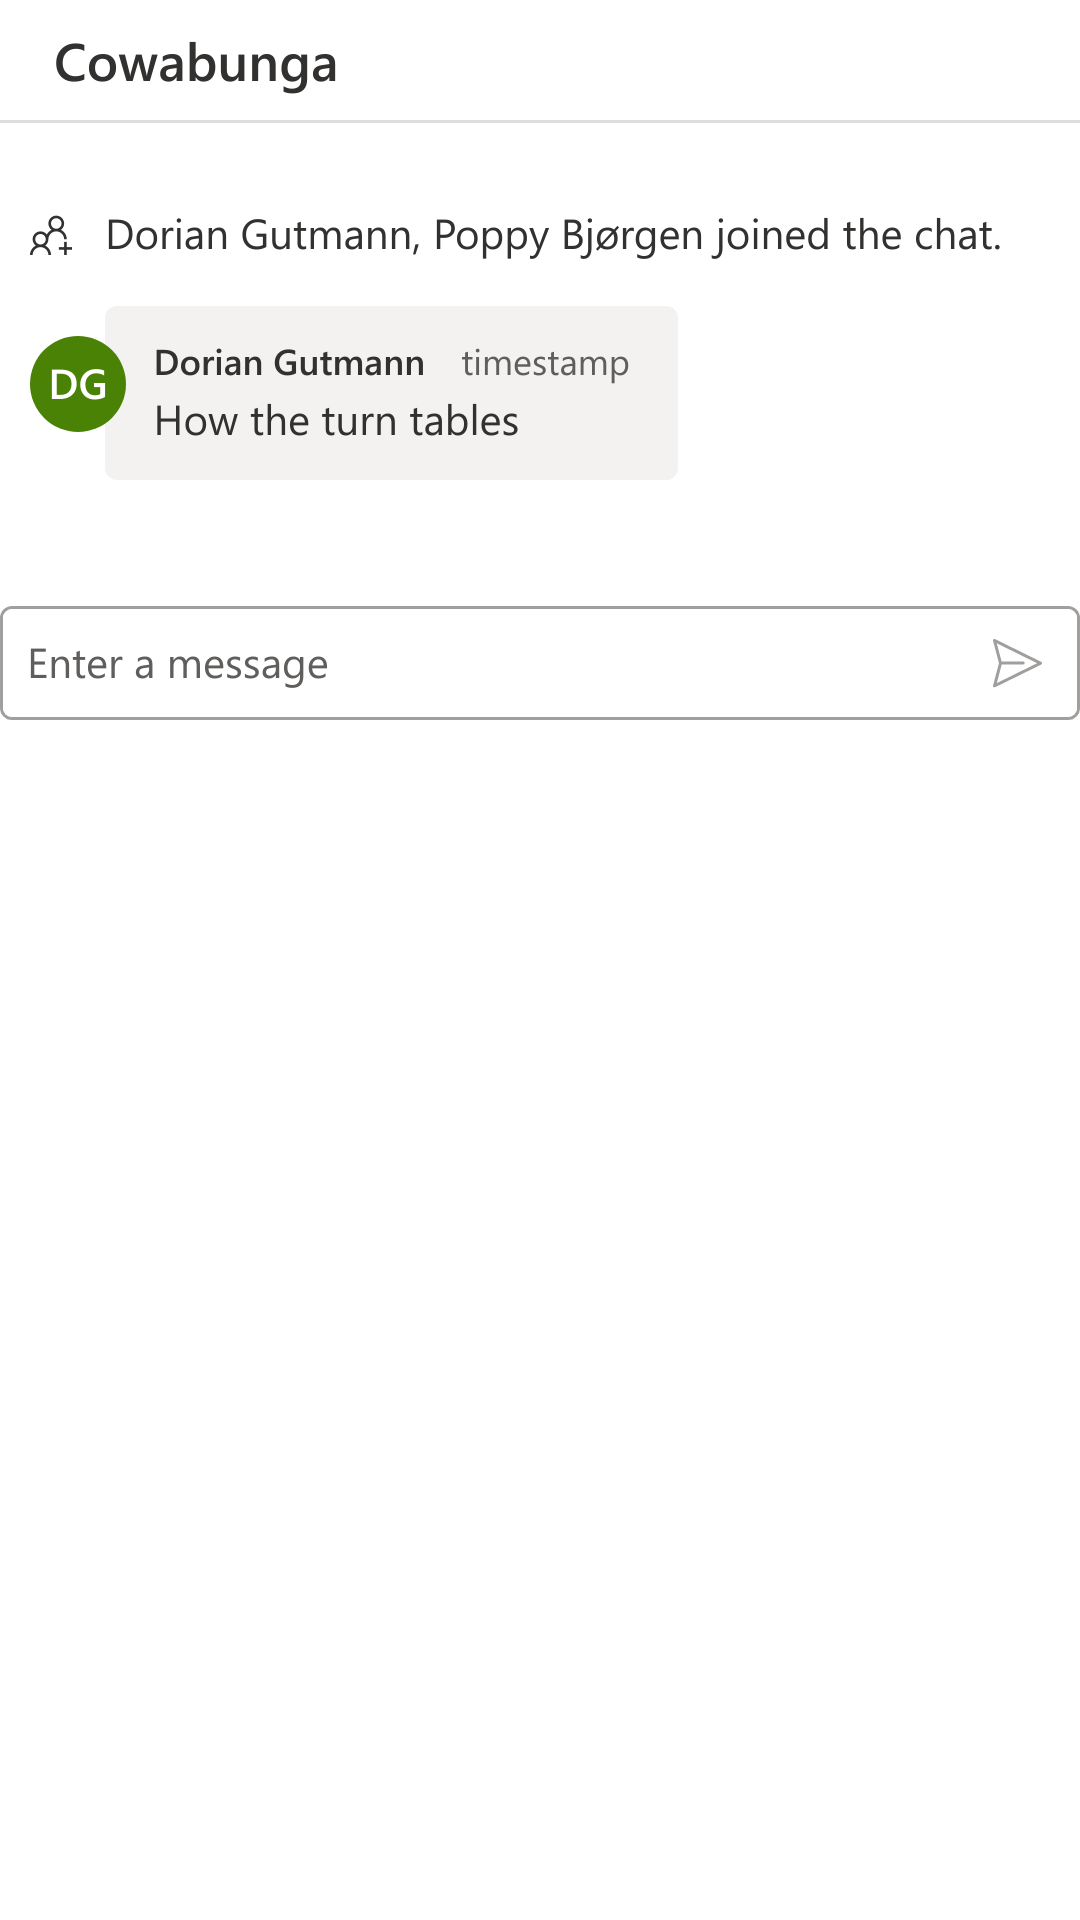 Cowabunga
Dorian Gutmann, Poppy Bjørgen joined the chat.
DG
Dorian Gutmann timestamp
How the turn tables
Enter a message